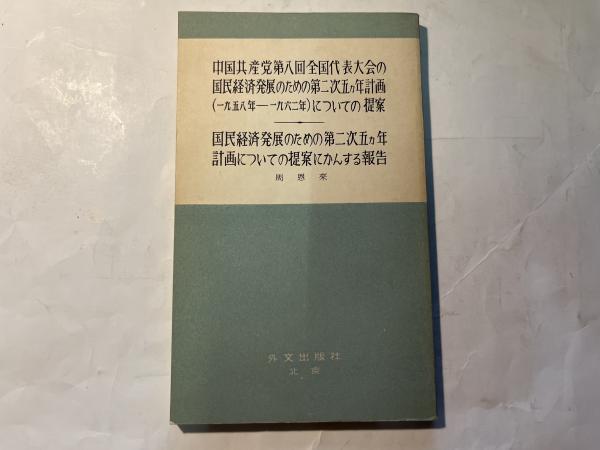 中国共産党第八回全国代表大会の
国民経済発展のための第二次五ヵ年計画
(一九五八年—一九六二年)についての提案
国民経済発展のための第二次五ヵ年
計画についての提案にかんする報告
周恩来
外文出版社
北京